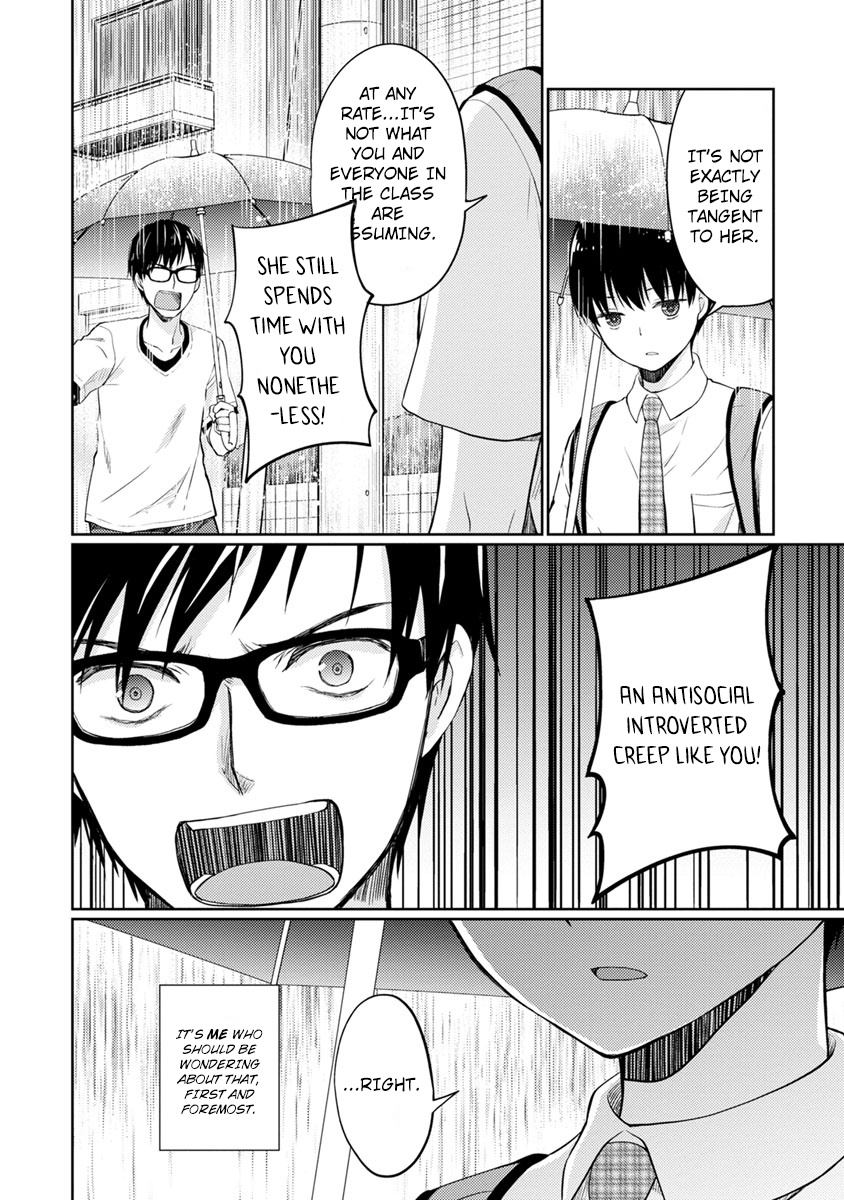 IT'S NOT
EXACTLY
BEING
TANGENT
TO HER.
AT ANY
RATE...IT'S
NOT WHAT
YOU AND
EVERYONE IN
THE CLASS
ARE
SSUMING.
SHE STILL
SPENDS
TIME WITH
YOU
NONETHE
-LESS!
AN ANTISOCIAL
INTROVERTED
CREEP LIKE YOU!
...RIGHT.
IT'S ME WHO
SHOULD BE
WONDERING
ABOUT THAT,
FIRST AND
FOREMOST.